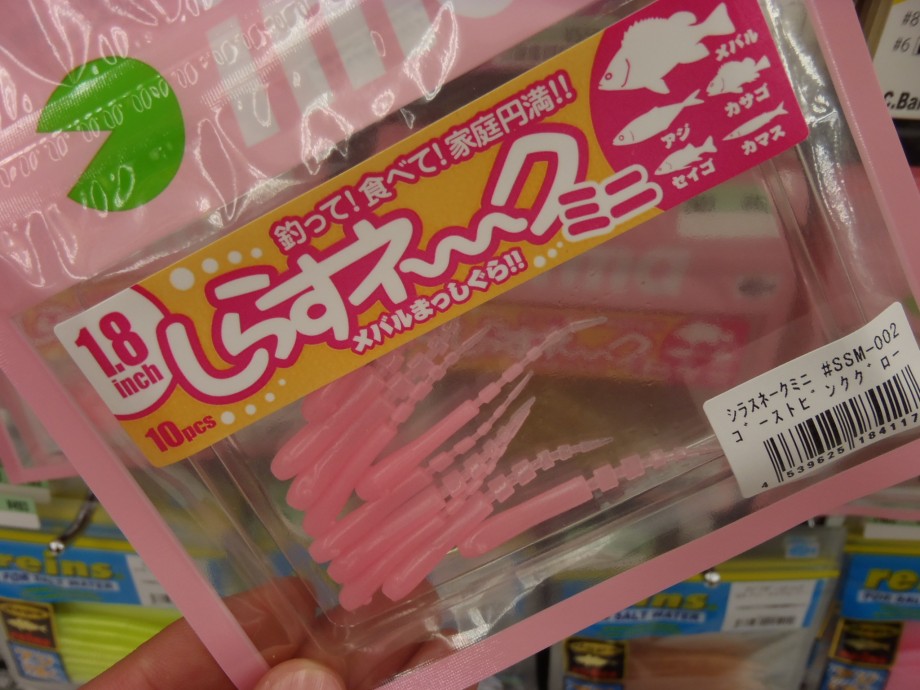 釣って!食べて!家庭円満!!
しらすネ〜〜クミニ
メバルまっしぐら!!
1.8
inch
10pcs
メバル
カサゴ
アジ
カマス
セイゴ
シラスネークミニ #SSM-002
ゴーストピンクグロー
4 539625 184117
reins
FOR SALT WATER
reins
FOR SALT WATER